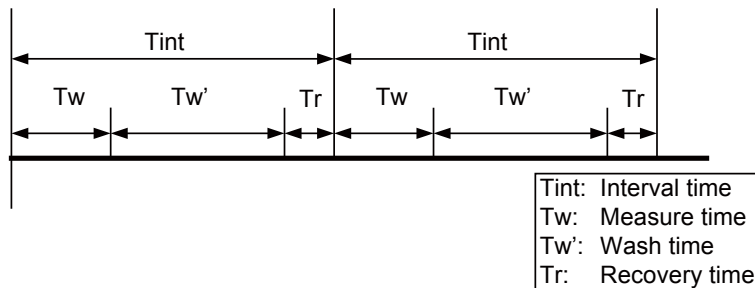 Tint Tint
Tw Tw’ Tr Tw Tw’ Tr
Tint: Interval time
Tw: Measure time
Tw’: Wash time
Tr: Recovery time